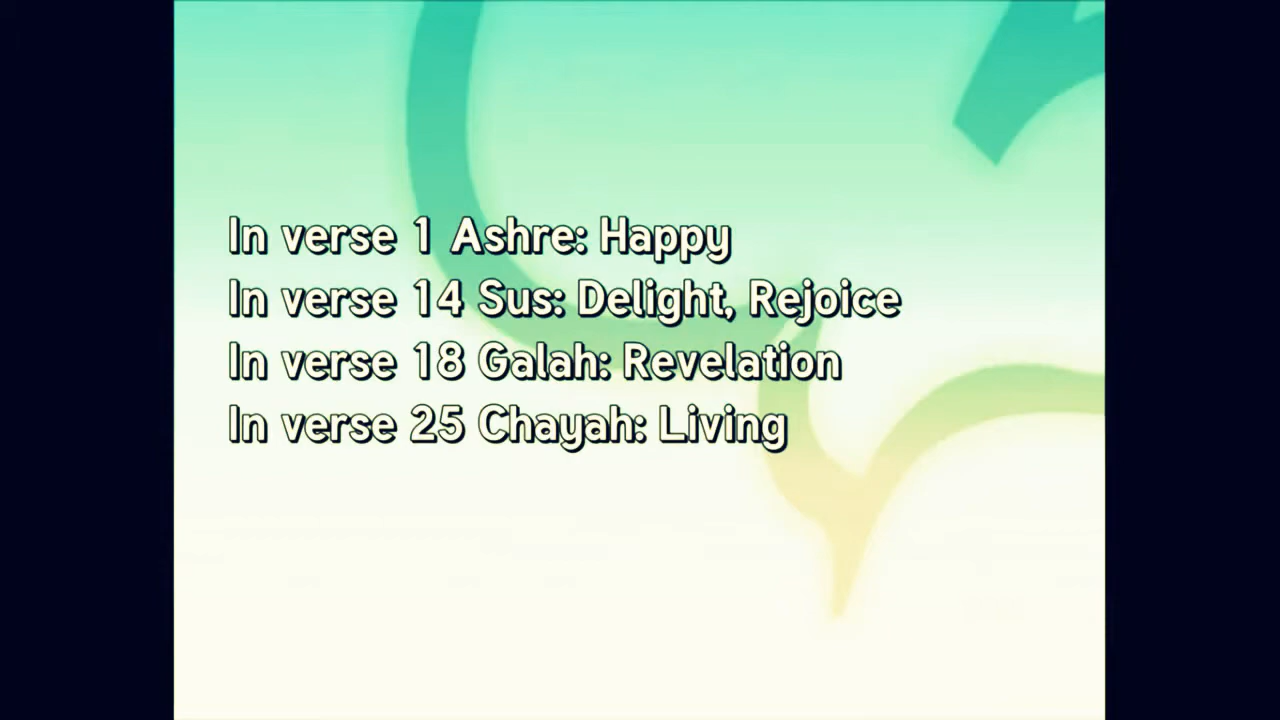 In verse 1 Ashre: Happy
In verse 14 Sus: Delight, Rejoice
In verse 18 Galah: Revelation
In verse 25 Chayah: Living